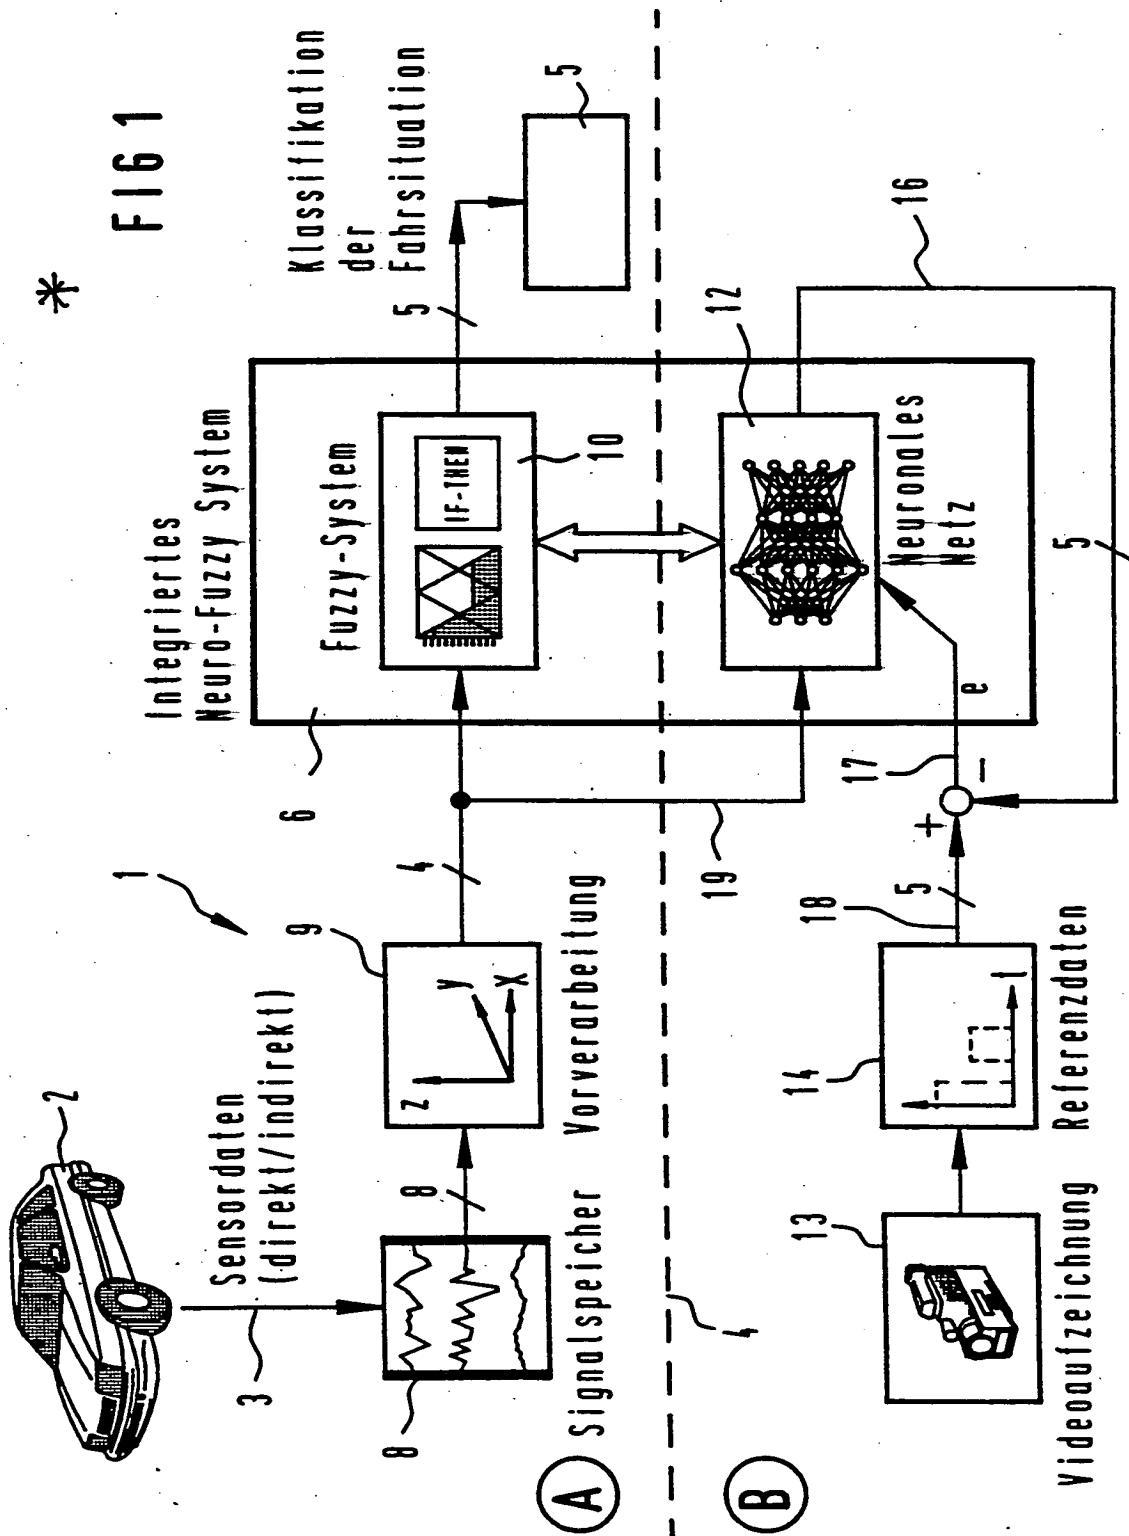 *
FIG 1
1
2
Sensordaten
(direkt/indirekt)
3
Integriertes
Neuro-Fuzzy System
6
Klassifikation
der
Fahrsituation
8
8
Signalspeicher
9
z
y
x
Vorverarbeitung
4
Fuzzy-System
IF-THEN
10
5
5
A
4
B
19
12
Neuronales
Netz
16
13
Videoaufzeichnung
14
t
Referenzdaten
18
5
+
-
17
e
5